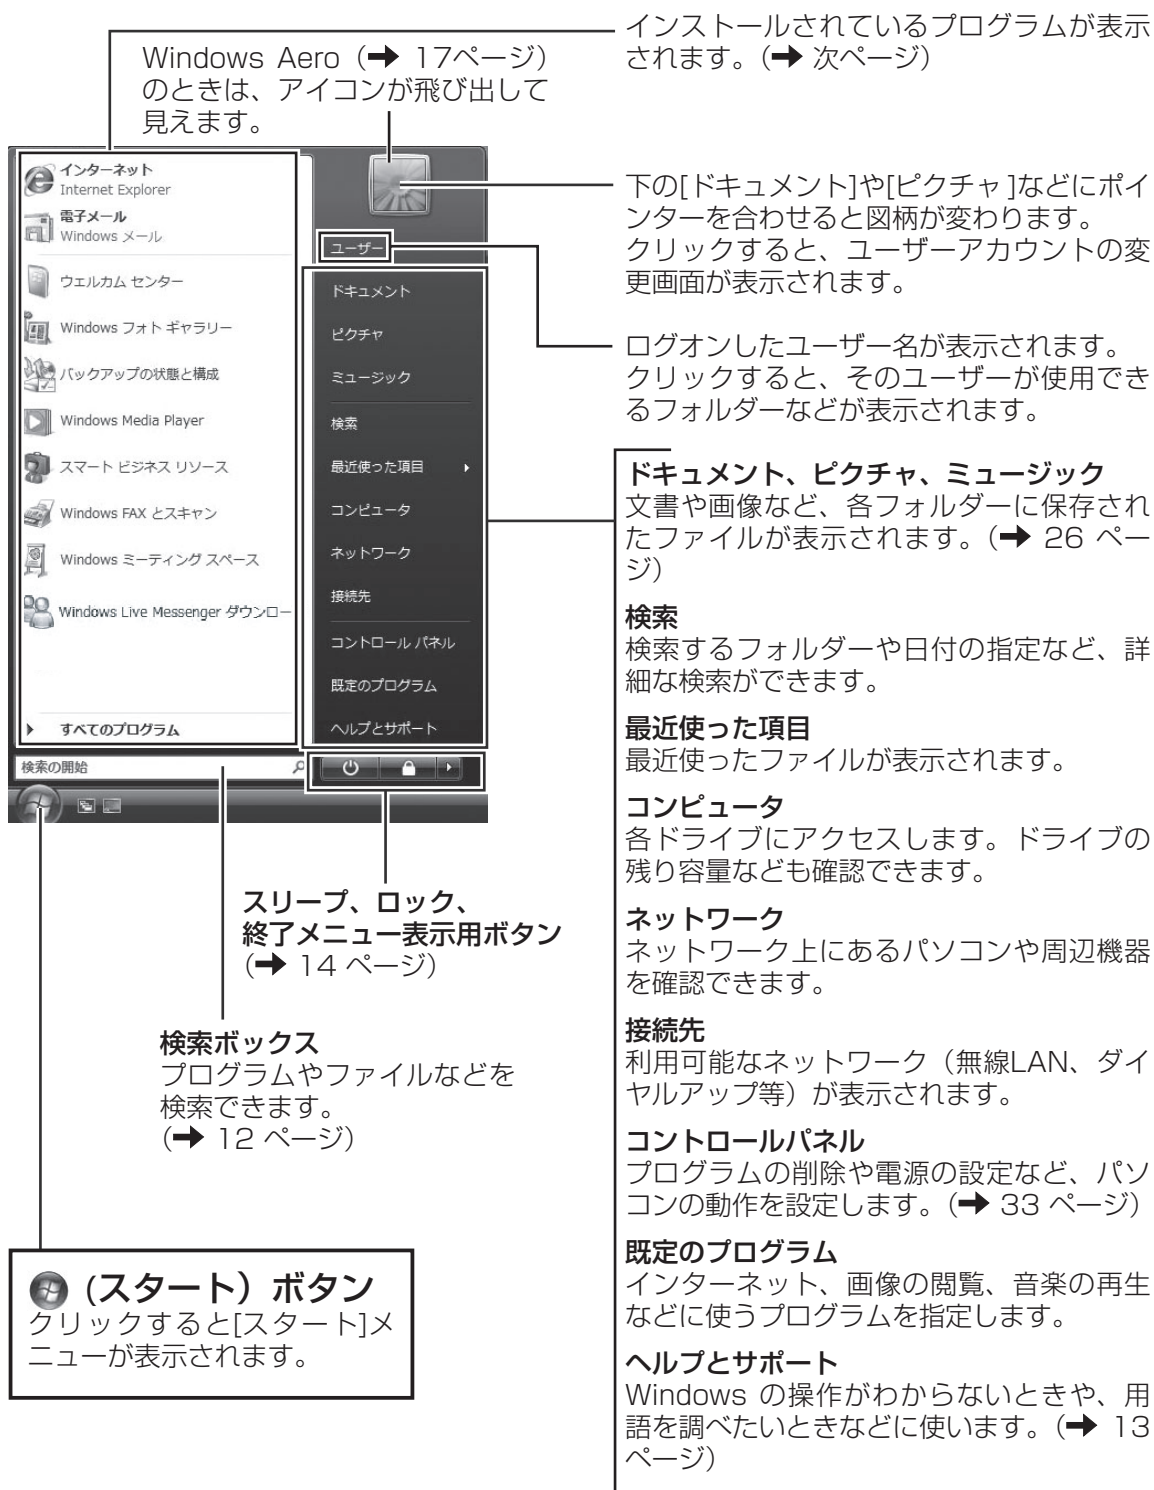 インストールされているプログラムが表示
されます。(➡ 次ページ)
Windows Aero(➡ 17ページ)
のときは、アイコンが飛び出して
見えます。
インターネット
Internet Explorer
電子メール
Windows メール
ウェルカム センター
Windows フォト ギャラリー
バックアップの状態と構成
Windows Media Player
スマート ビジネス リソース
Windows FAX とスキャン
Windows ミーティング スペース
Windows Live Messenger ダウンロー
すべてのプログラム
検索の開始
ユーザー
ドキュメント
ピクチャ
ミュージック
検索
最近使った項目
コンピュータ
ネットワーク
接続先
コントロール パネル
既定のプログラム
ヘルプとサポート
下の[ドキュメント]や[ピクチャ]などにポイ
ンターを合わせると図柄が変わります。
クリックすると、ユーザーアカウントの変
更画面が表示されます。
ログオンしたユーザー名が表示されます。
クリックすると、そのユーザーが使用でき
るフォルダーなどが表示されます。
ドキュメント、ピクチャ、ミュージック
文書や画像など、各フォルダーに保存され
たファイルが表示されます。(➡ 26 ペー
ジ)
検索
検索するフォルダーや日付の指定など、詳
細な検索ができます。
最近使った項目
最近使ったファイルが表示されます。
コンピュータ
各ドライブにアクセスします。ドライブの
残り容量なども確認できます。
ネットワーク
ネットワーク上にあるパソコンや周辺機器
を確認できます。
接続先
利用可能なネットワーク(無線LAN、ダイ
ヤルアップ等)が表示されます。
コントロールパネル
プログラムの削除や電源の設定など、パソ
コンの動作を設定します。(➡ 33 ページ)
既定のプログラム
インターネット、画像の閲覧、音楽の再生
などに使うプログラムを指定します。
ヘルプとサポート
Windows の操作がわからないときや、用
語を調べたいときなどに使います。(➡ 13
ページ)
スリープ、ロック、
終了メニュー表示用ボタン
(➡ 14 ページ)
検索ボックス
プログラムやファイルなどを
検索できます。
(➡ 12 ページ)
(スタート)ボタン
クリックすると[スタート]メ
ニューが表示されます。